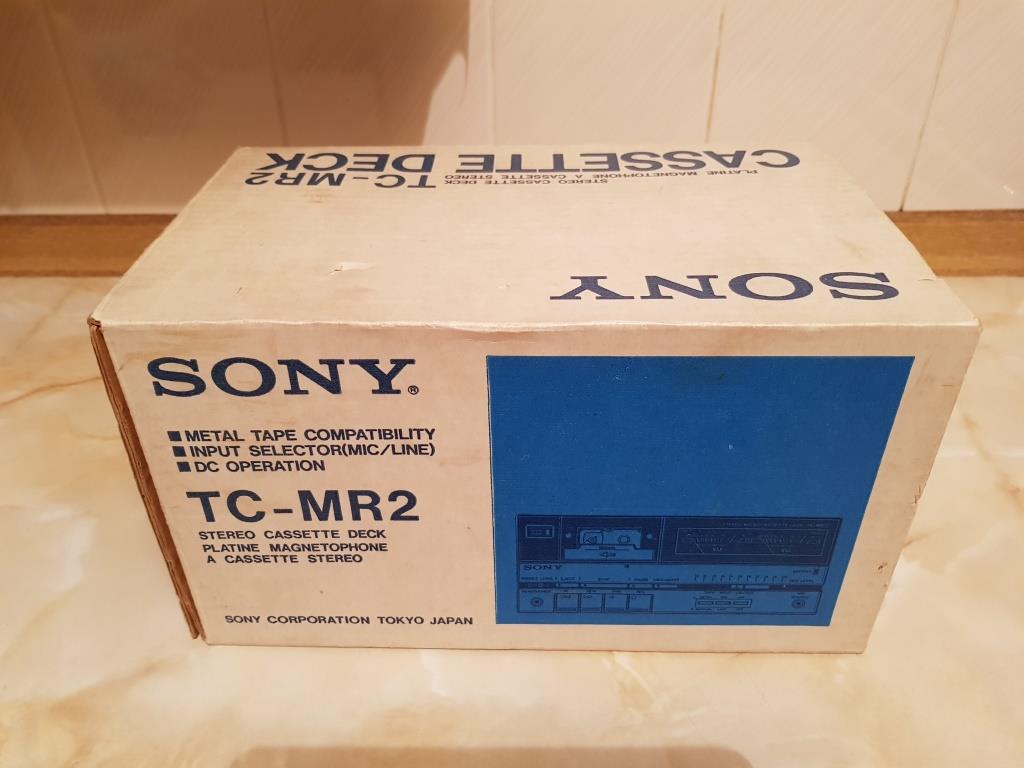 CASSETTE DECK
PLATINE MAGNETOPHONE A CASSETTE STEREO
STEREO CASSETTE DECK
TC-MR2
SONY
SONY®
■ METAL TAPE COMPATIBILITY
■ INPUT SELECTOR(MIC/LINE)
■ DC OPERATION
TC-MR2
STEREO CASSETTE DECK
PLATINE MAGNETOPHONE
A CASSETTE STEREO
SONY CORPORATION TOKYO JAPAN
SONY